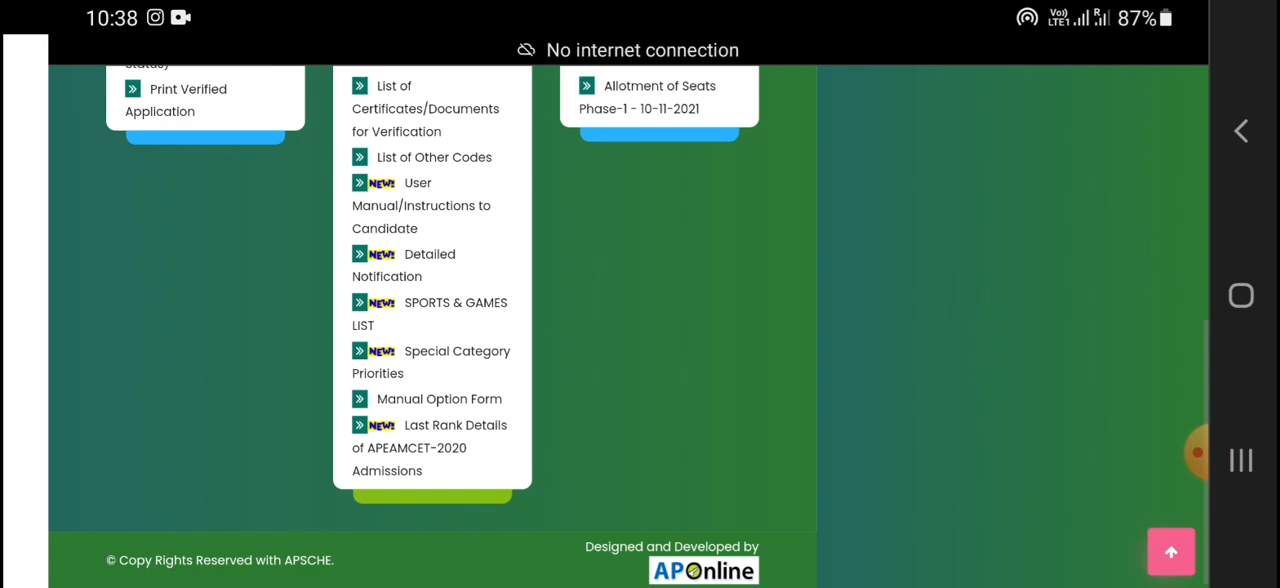 10:38
Vo)) LTE1 R 87%
No internet connection
Status)
Print Verified
Application
List of
Certificates/Documents
for Verification
List of Other Codes
NEW! User
Manual/Instructions to
Candidate
NEW! Detailed
Notification
NEW! SPORTS & GAMES
LIST
NEW! Special Category
Priorities
Manual Option Form
NEW! Last Rank Details
of APEAMCET-2020
Admissions
Allotment of Seats
Phase-1 - 10-11-2021
© Copy Rights Reserved with APSCHE.
Designed and Developed by
APOnline